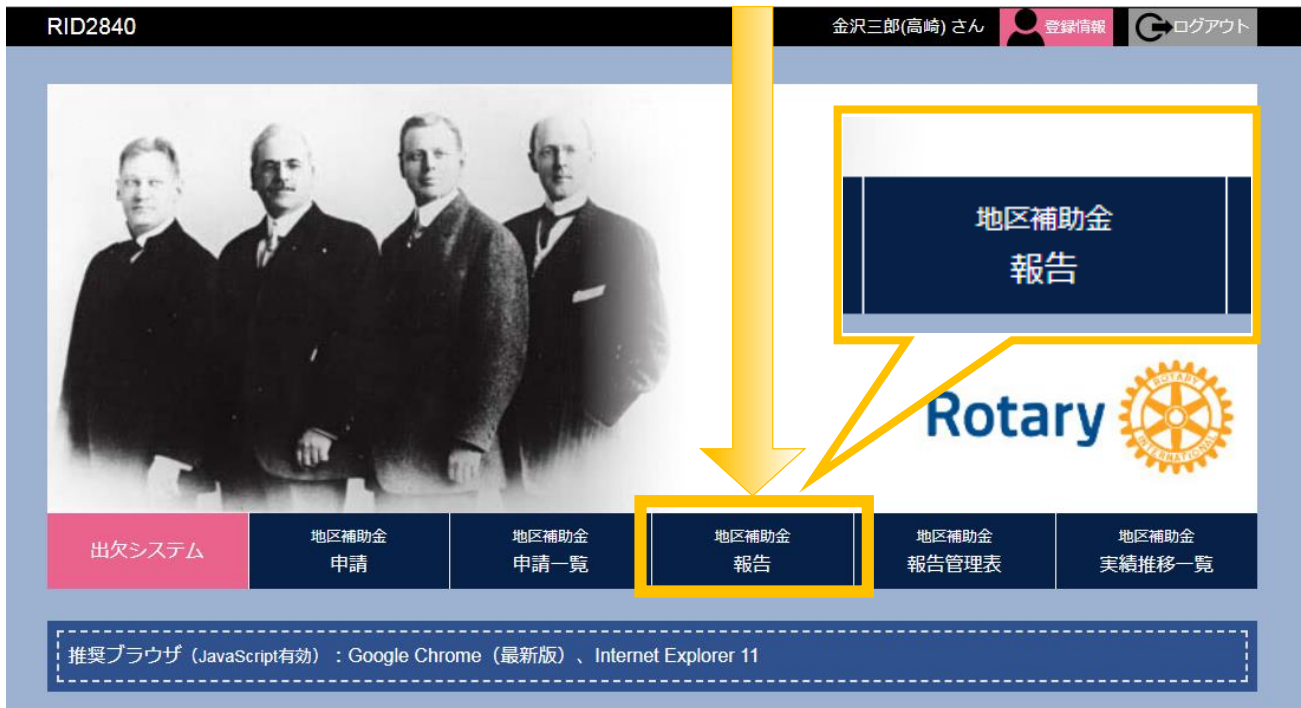 RID2840
金沢三郎(高崎) さん
登録情報
ログアウト
地区補助金
報告
Rotary
ROTARY
INTERNATIONAL
出欠システム
地区補助金
申請
地区補助金
申請一覧
地区補助金
報告
地区補助金
報告管理表
地区補助金
実績推移一覧
推奨ブラウザ（JavaScript有効）：Google Chrome（最新版）、Internet Explorer 11